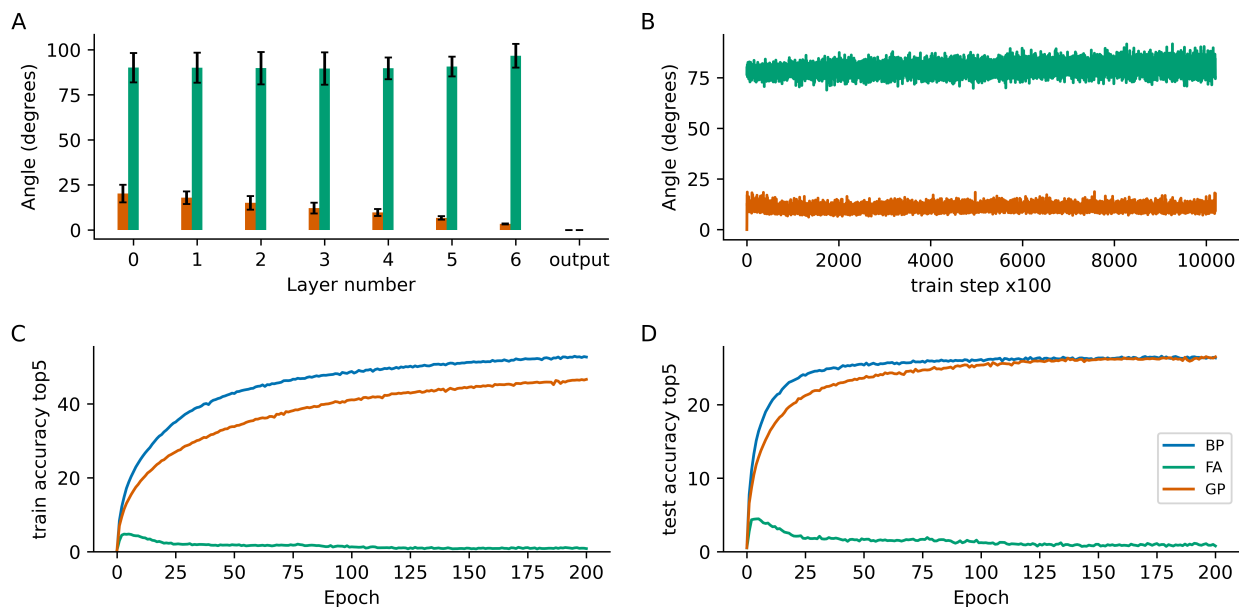 A
Angle (degrees)
100
75
50
25
0
0 1 2 3 4 5 6 output
Layer number
B
Angle (degrees)
75
50
25
0
0 2000 4000 6000 8000 10000
train step x100
C
train accuracy top5
40
20
0
0 25 50 75 100 125 150 175 200
Epoch
D
test accuracy top5
20
10
0
BP
FA
GP
0 25 50 75 100 125 150 175 200
Epoch